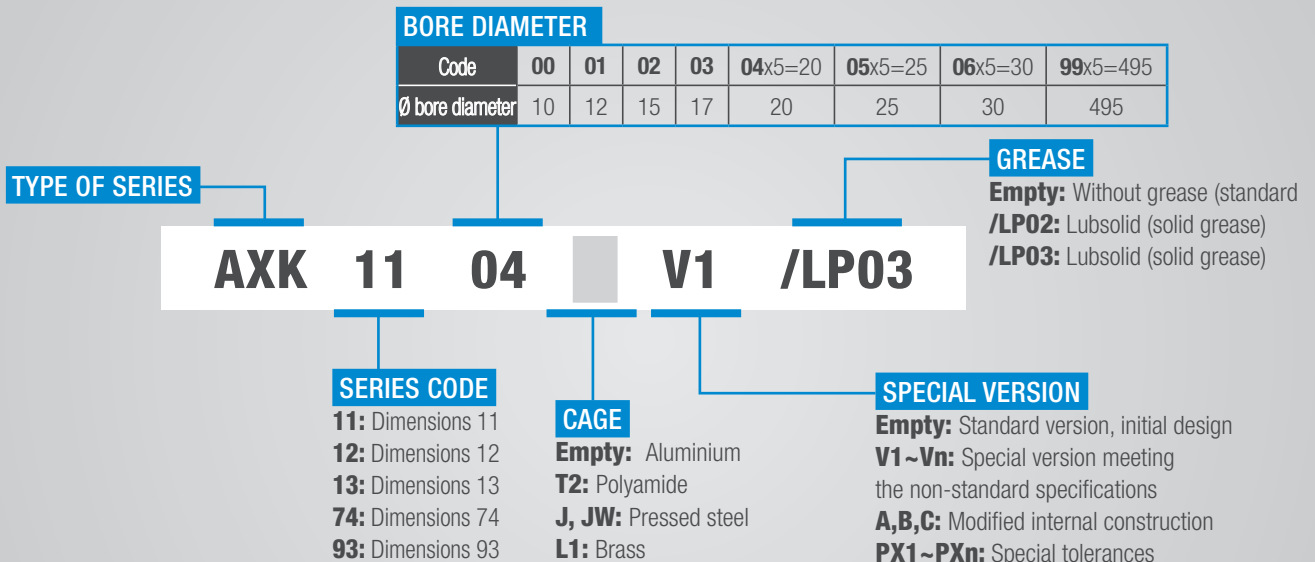 BORE DIAMETER
Code 00 01 02 03 04x5=20 05x5=25 06x5=30 99x5=495
Ø bore diameter 10 12 15 17 20 25 30 495
TYPE OF SERIES
GREASE
Empty: Without grease (standard
/LP02: Lubsolid (solid grease)
/LP03: Lubsolid (solid grease)
AXK 11 04 V1 /LP03
SERIES CODE
11: Dimensions 11
12: Dimensions 12
13: Dimensions 13
74: Dimensions 74
93: Dimensions 93
CAGE
Empty: Aluminium
T2: Polyamide
J, JW: Pressed steel
L1: Brass
SPECIAL VERSION
Empty: Standard version, initial design
V1~Vn: Special version meeting
the non-standard specifications
A,B,C: Modified internal construction
PX1~PXn: Special tolerances